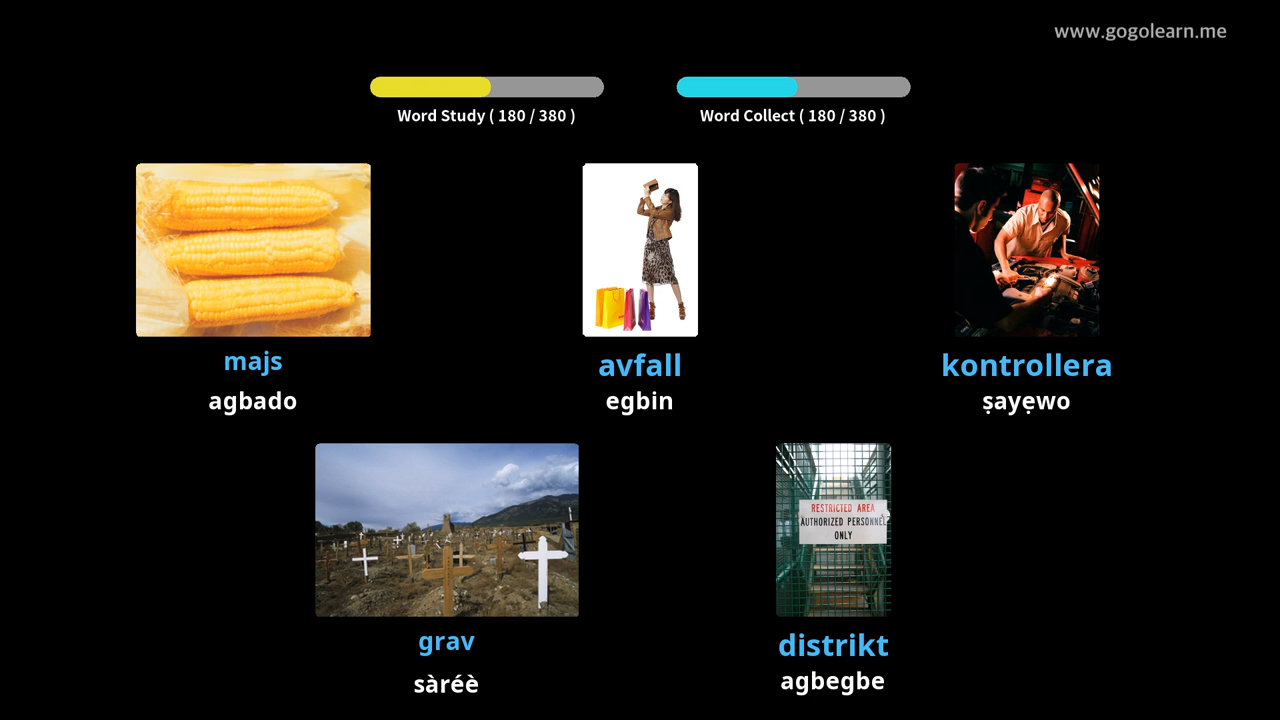 www.gogolearn.me
Word Study ( 180 / 380 )
Word Collect ( 180 / 380 )
majs
agbado
avfall
egbin
kontrollera
ṣayẹwo
RESTRICTED AREA
AUTHORIZED PERSONNEL
ONLY
grav
sàréè
distrikt
agbegbe